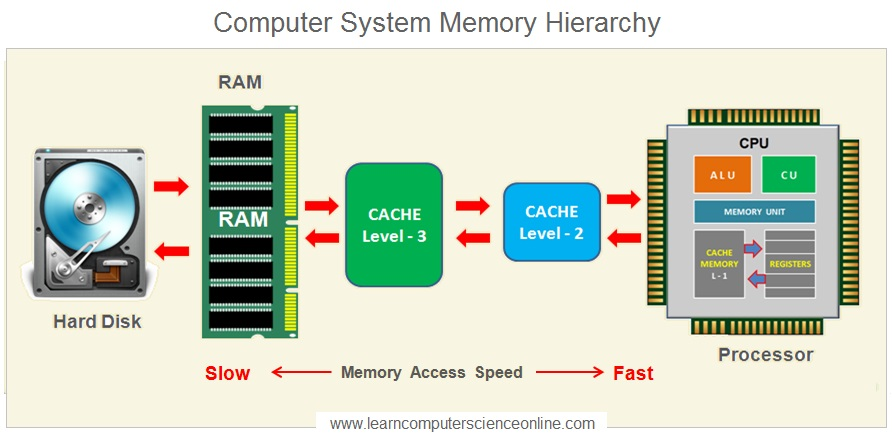 Computer System Memory Hierarchy
RAM
RAM
Hard Disk
CACHE
Level - 3
CACHE
Level - 2
CPU
ALU
CU
MEMORY UNIT
CACHE
MEMORY
L - 1
REGISTERS
Processor
Slow
Memory Access Speed
Fast
www.learncomputerscienceonline.com